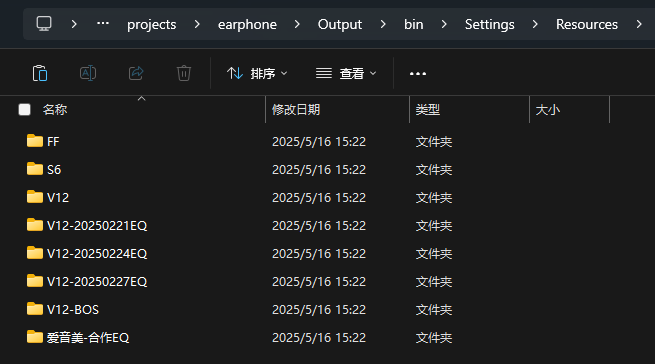 projects > earphone > Output > bin > Settings > Resources >
排序 查看
名称 修改日期 类型 大小
FF 2025/5/16 15:22 文件夹
S6 2025/5/16 15:22 文件夹
V12 2025/5/16 15:22 文件夹
V12-20250221EQ 2025/5/16 15:22 文件夹
V12-20250224EQ 2025/5/16 15:22 文件夹
V12-20250227EQ 2025/5/16 15:22 文件夹
V12-BOS 2025/5/16 15:22 文件夹
爱音美-合作EQ 2025/5/16 15:22 文件夹